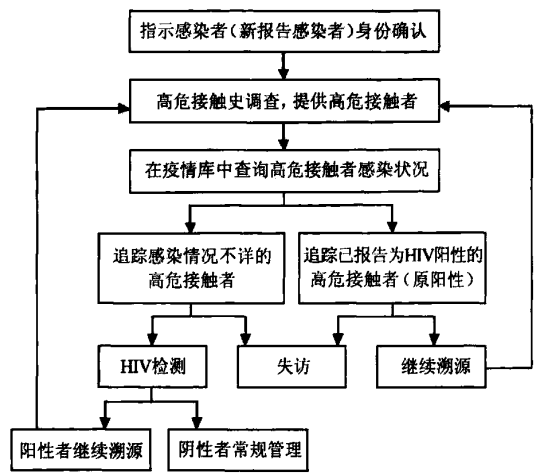 指示感染者(新报告感染者)身份确认
高危接触史调查,提供高危接触者
在疫情库中查询高危接触者感染状况
追踪感染情况不详的
高危接触者
追踪已报告为HIV阳性的
高危接触者(原阳性)
HIV检测
失访
继续溯源
阳性者继续溯源
阴性者常规管理